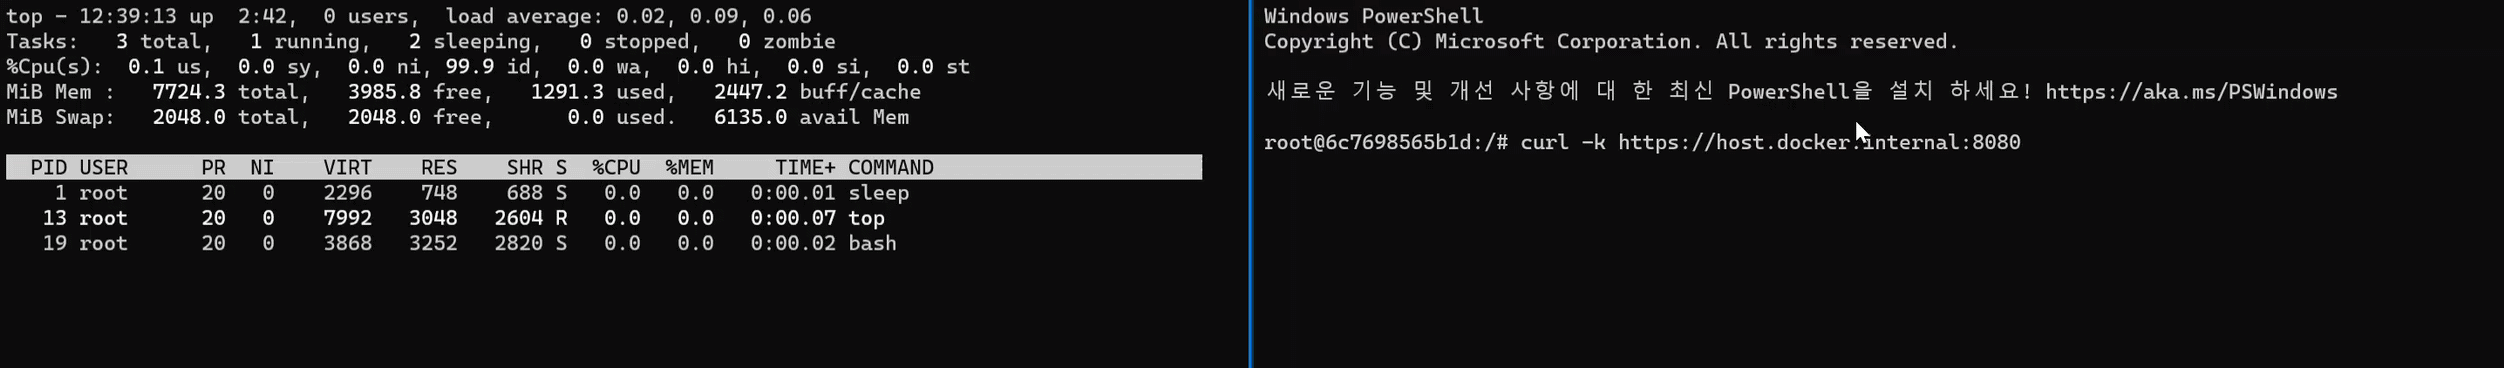 top - 12:39:13 up  2:42,  0 users,  load average: 0.02, 0.09, 0.06
Tasks:   3 total,   1 running,   2 sleeping,   0 stopped,   0 zombie
%Cpu(s):  0.1 us,  0.0 sy,  0.0 ni, 99.9 id,  0.0 wa,  0.0 hi,  0.0 si,  0.0 st
MiB Mem :   7724.3 total,   3985.8 free,   1291.3 used,   2447.2 buff/cache
MiB Swap:   2048.0 total,   2048.0 free,      0.0 used.   6135.0 avail Mem
PID USER      PR  NI    VIRT    RES    SHR S  %CPU  %MEM     TIME+ COMMAND
1 root      20   0    2296    748    688 S   0.0   0.0   0:00.01 sleep
13 root      20   0    7992   3048   2604 R   0.0   0.0   0:00.07 top
19 root      20   0    3868   3252   2820 S   0.0   0.0   0:00.02 bash
Windows PowerShell
Copyright (C) Microsoft Corporation. All rights reserved.
새로운 기능 및 개선 사항에 대 한 최신 PowerShell을 설치 하세요! https://aka.ms/PSWindows
root@6c7698565b1d:/# curl -k https://host.docker.internal:8080